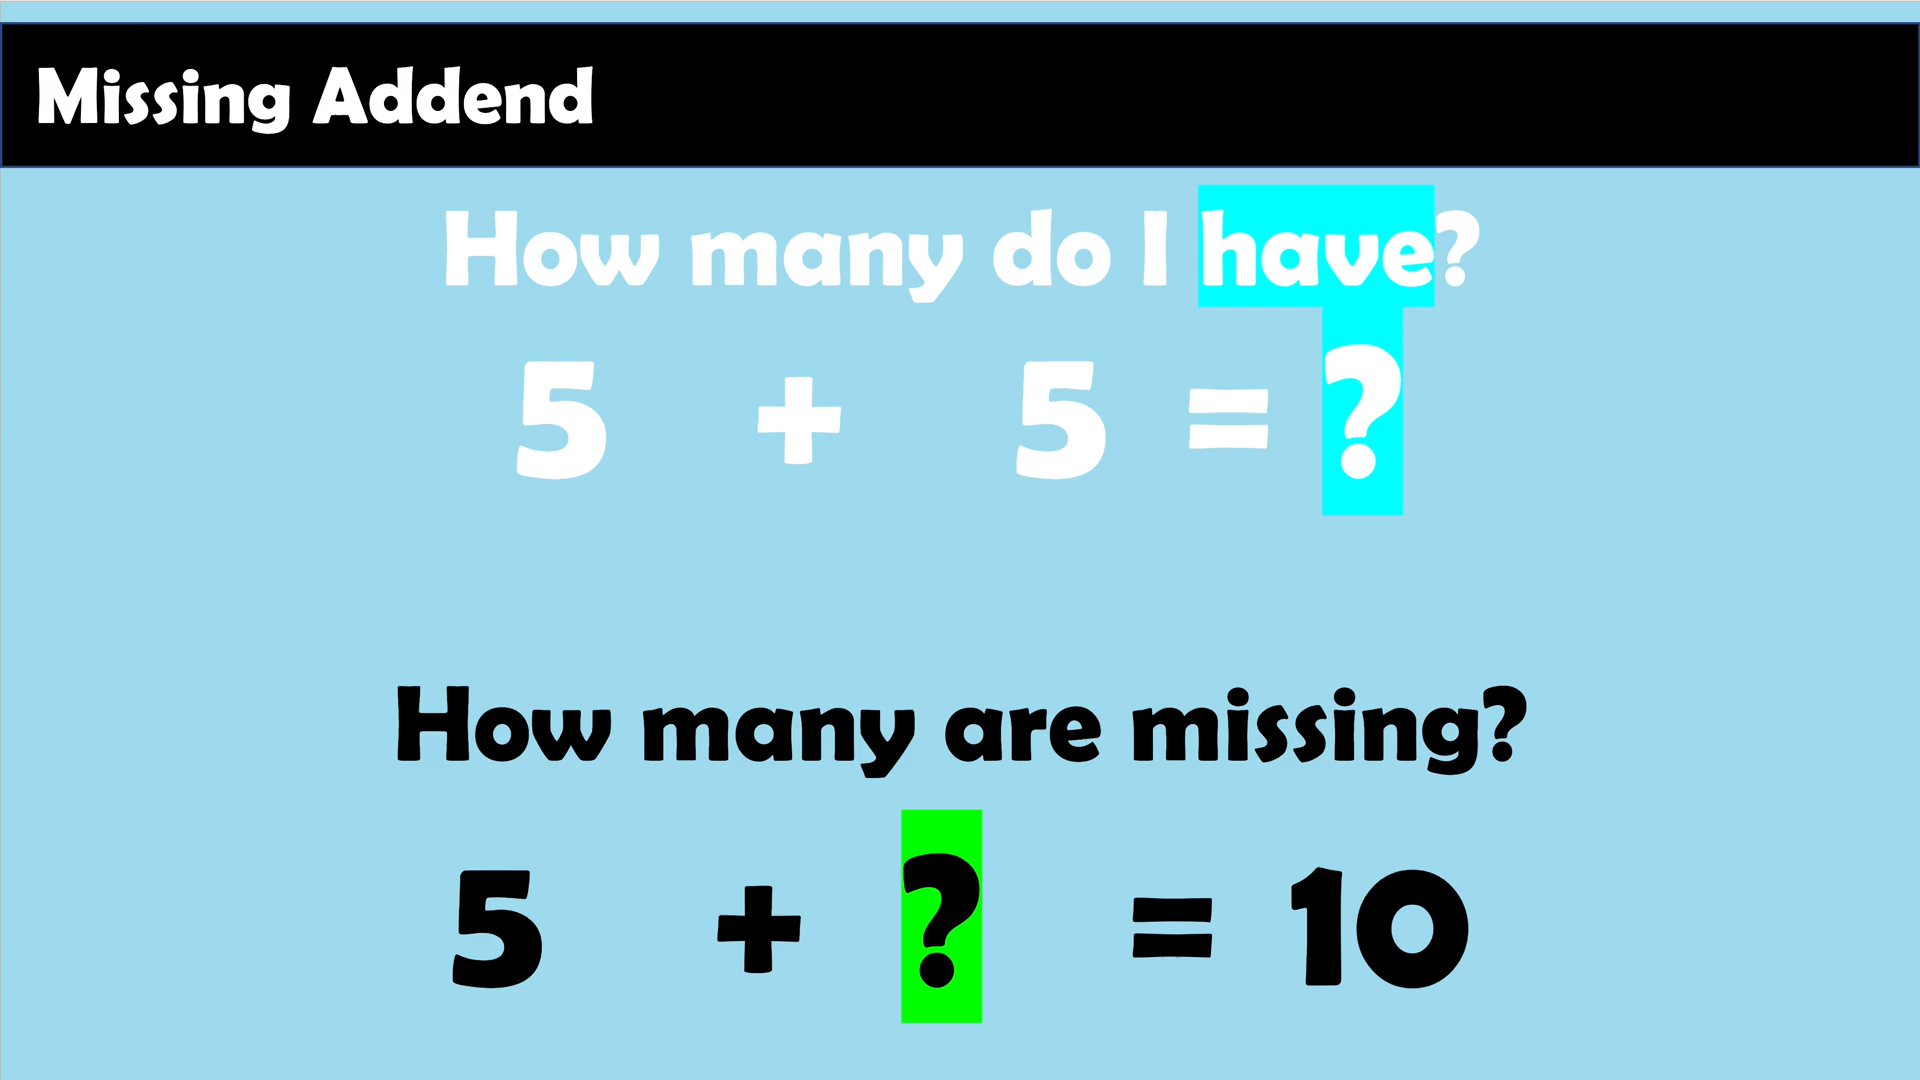 Missing Addend
How many do I have?
5 + 5 = ?
How many are missing?
5 + ? = 10